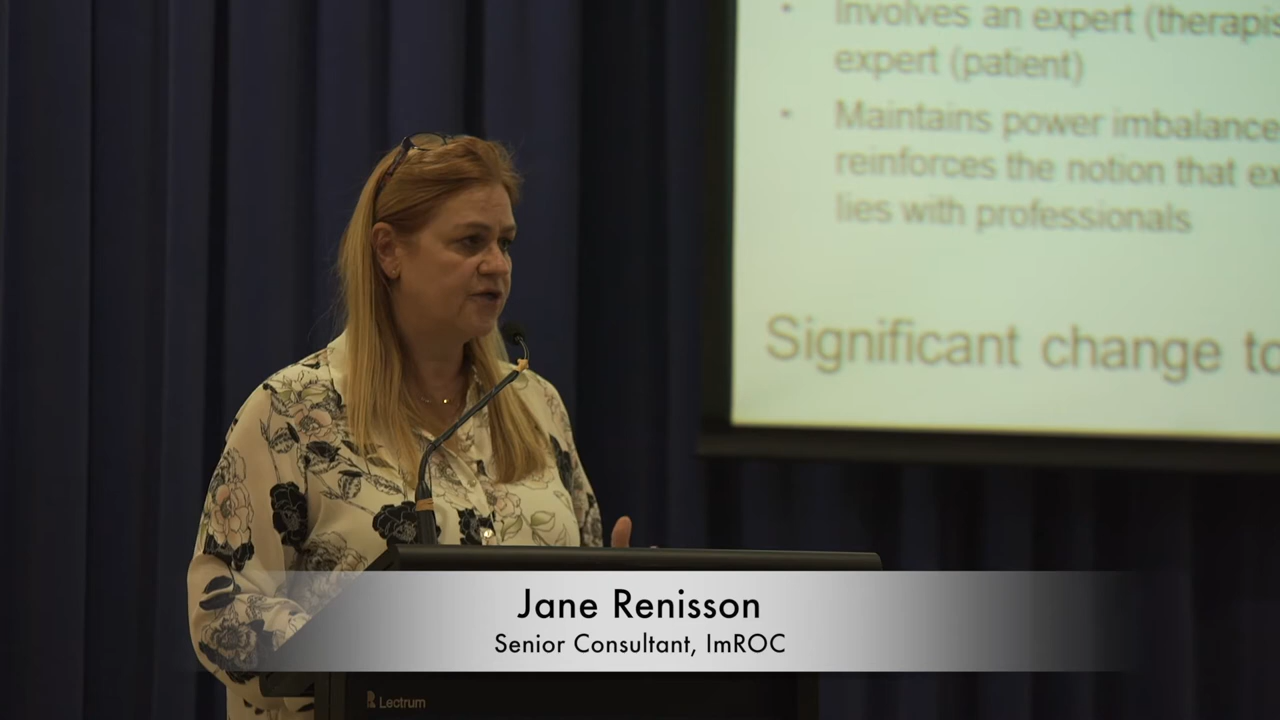 • Involves an expert (therapis
expert (patient)
• Maintains power imbalance
reinforces the notion that ex
lies with professionals
Significant change to
Jane Renisson
Senior Consultant, ImROC
Lectrum